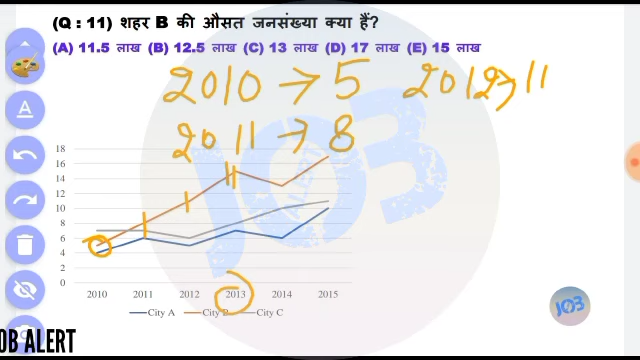 (Q : 11) शहर B की औसत जनसंख्या क्या हैं?
(A) 11.5 लाख (B) 12.5 लाख (C) 13 लाख (D) 17 लाख (E) 15 लाख
2010 → 5 2012 → 11
2011 → 8
J03
A
18
16
14
12
10
8
6
4
2
0
2010 2011 2012 2013 2014 2015
City A City B City C
J03
OB ALERT